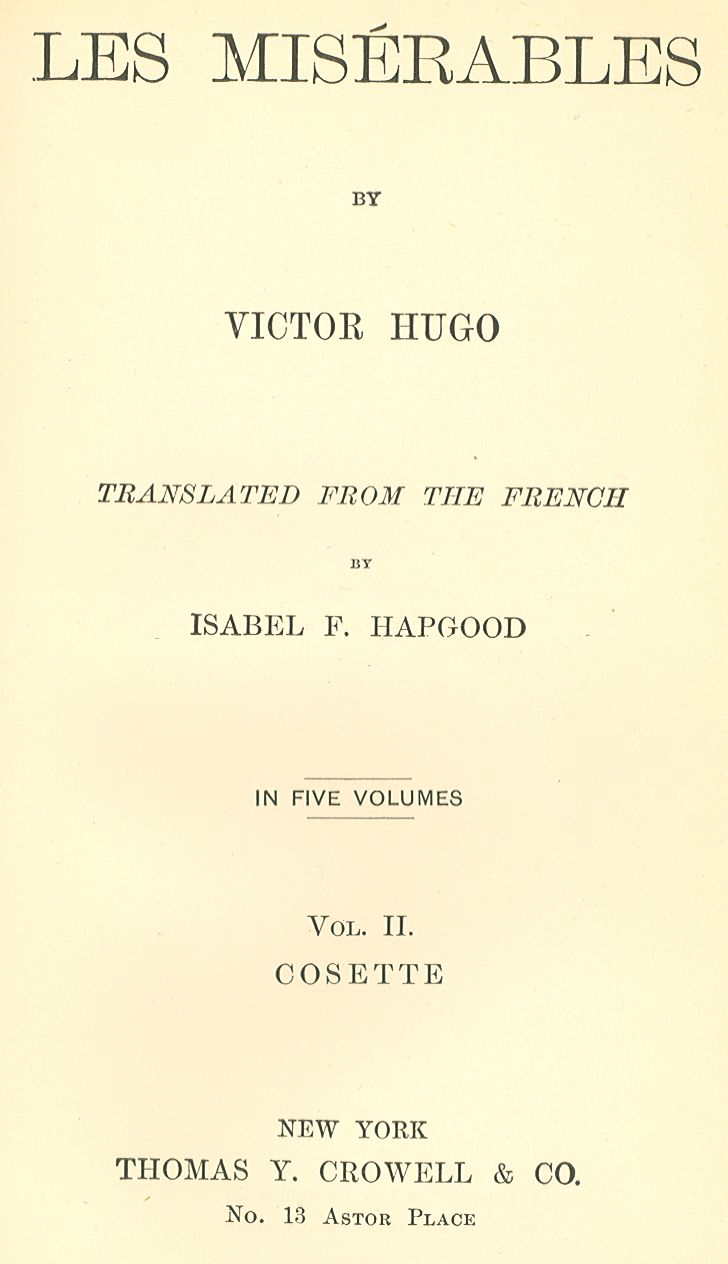 LES MISÉRABLES
BY
VICTOR HUGO
TRANSLATED FROM THE FRENCH
BY
ISABEL F. HAPGOOD
IN FIVE VOLUMES
VOL. II.
COSETTE
NEW YORK
THOMAS Y. CROWELL & CO.
No. 13 ASTOR PLACE